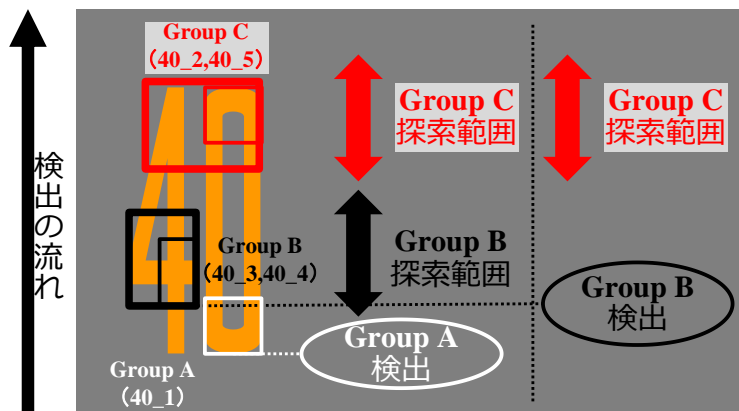 検出の流れ
Group C
(40_2,40_5)
40
Group B
(40_3,40_4)
Group A
(40_1)
Group C
探索範囲
Group B
探索範囲
Group A
検出
Group C
探索範囲
Group B
検出